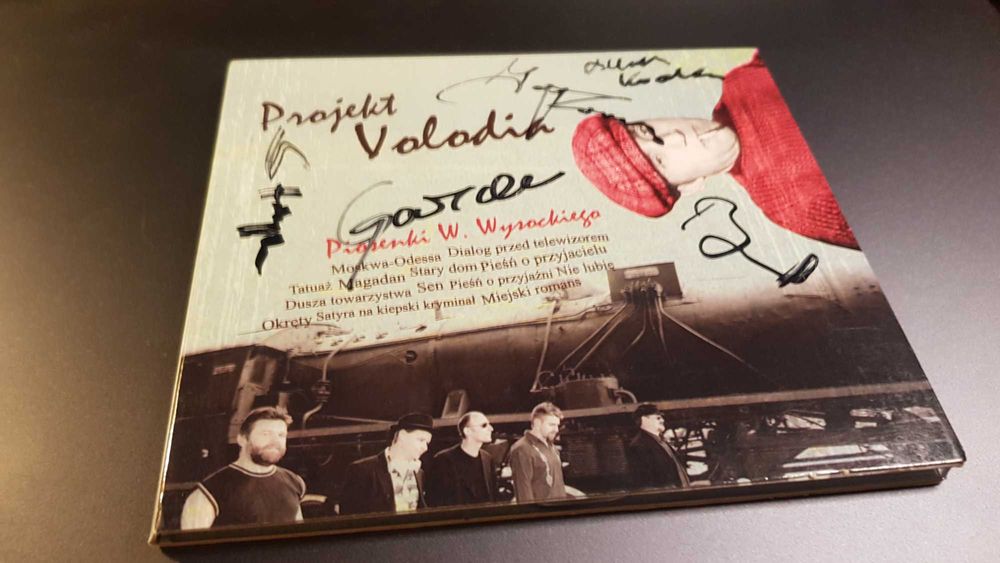 Projekt
Volodia
Piosenki W. Wysockiego
Moskwa-Odessa Dialog przed telewizorem
Tatuaż Magadan Stary dom Pieśń o przyjacielu
Dusza towarzystwa Sen Pieśń o przyjaźni Nie lubię
Okręty Satyra na kiepski kryminał Miejski romans